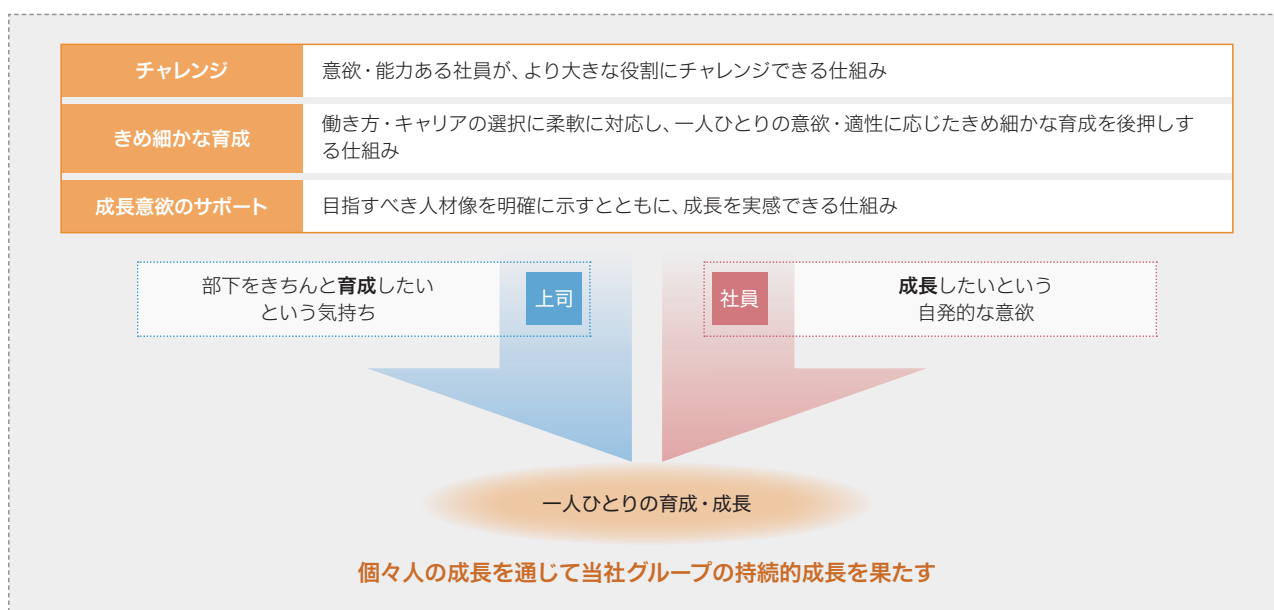 チャレンジ
意欲・能力ある社員が、より大きな役割にチャレンジできる仕組み
きめ細かな育成
働き方・キャリアの選択に柔軟に対応し、一人ひとりの意欲・適性に応じたきめ細かな育成を後押しす
る仕組み
成長意欲のサポート
目指すべき人材像を明確に示すとともに、成長を実感できる仕組み
部下をきちんと育成したい
という気持ち
上司
社員
成長したいという
自発的な意欲
一人ひとりの育成・成長
個々人の成長を通じて当社グループの持続的成長を果たす